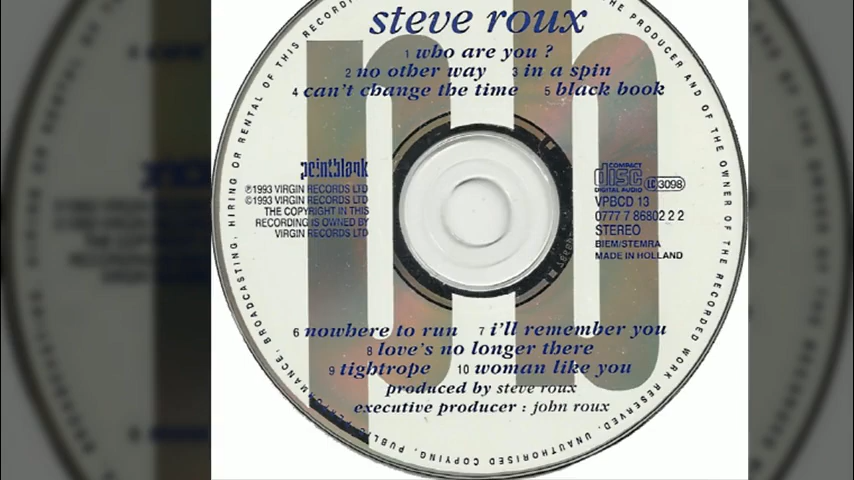 steve roux
1 who are you ?
2 no other way 3 in a spin
4 can't change the time 5 black book
pointblank
℗1993 VIRGIN RECORDS LTD
©1993 VIRGIN RECORDS LTD
THE COPYRIGHT IN THIS
RECORDING IS OWNED BY
VIRGIN RECORDS LTD
COMPACT
disc
DIGITAL AUDIO
LC 3098
VPBCD 13
0777 7 86802 2 2
STEREO
BIEM/STEMRA
MADE IN HOLLAND
6 nowhere to run 7 i'll remember you
8 love's no longer there
9 tightrope 10 woman like you
produced by steve roux
executive producer : john roux
THE PRODUCER AND OF THE OWNER OF THE RECORDED WORK RESERVED. UNAUTHORISED COPYING, PUBLIC PERFORMANCE, BROADCASTING, HIRING OR RENTAL OF THIS RECORDING